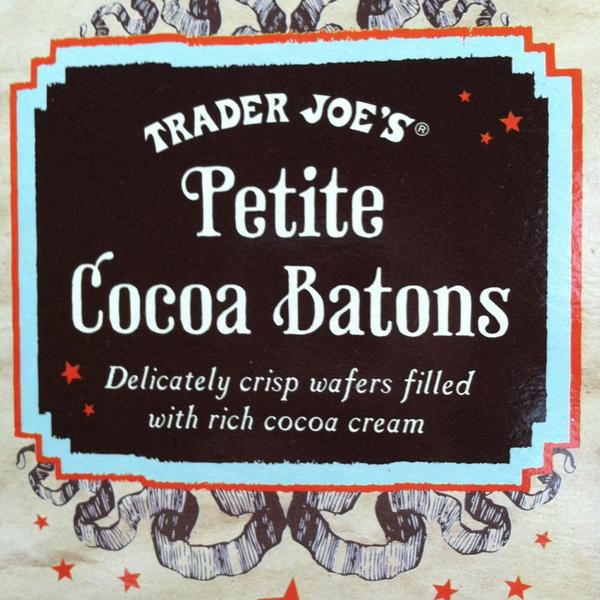 TRADER JOE'S®
Petite
Cocoa Batons
Delicately crisp wafers filled
with rich cocoa cream